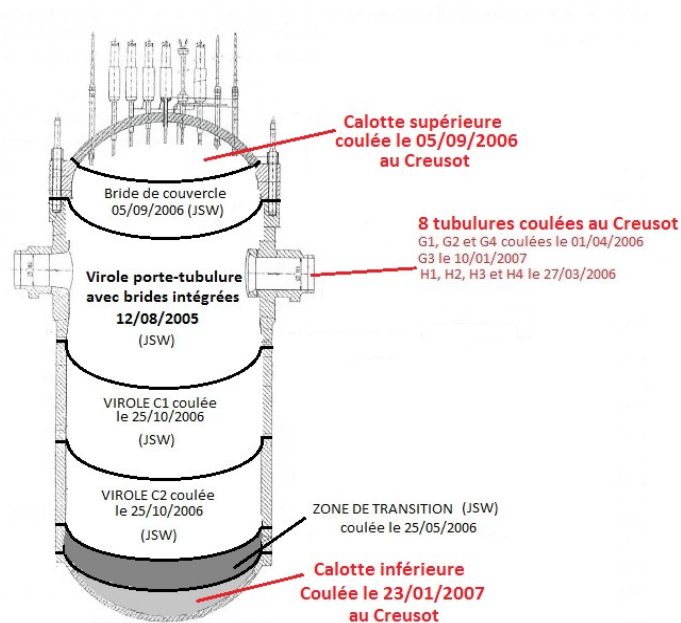 Calotte supérieure
coulée le 05/09/2006
au Creusot
Bride de couvercle
05/09/2006 (JSW)
8 tubulures coulées au Creusot
G1, G2 et G4 coulées le 01/04/2006
G3 le 10/01/2007
H1, H2, H3 et H4 le 27/03/2006
Virole porte-tubulure
avec brides intégrées
12/08/2005
(JSW)
VIROLE C1 coulée
le 25/10/2006
(JSW)
VIROLE C2 coulée
le 25/10/2006
(JSW)
ZONE DE TRANSITION (JSW)
coulée le 25/05/2006
Calotte inférieure
Coulée le 23/01/2007
au Creusot